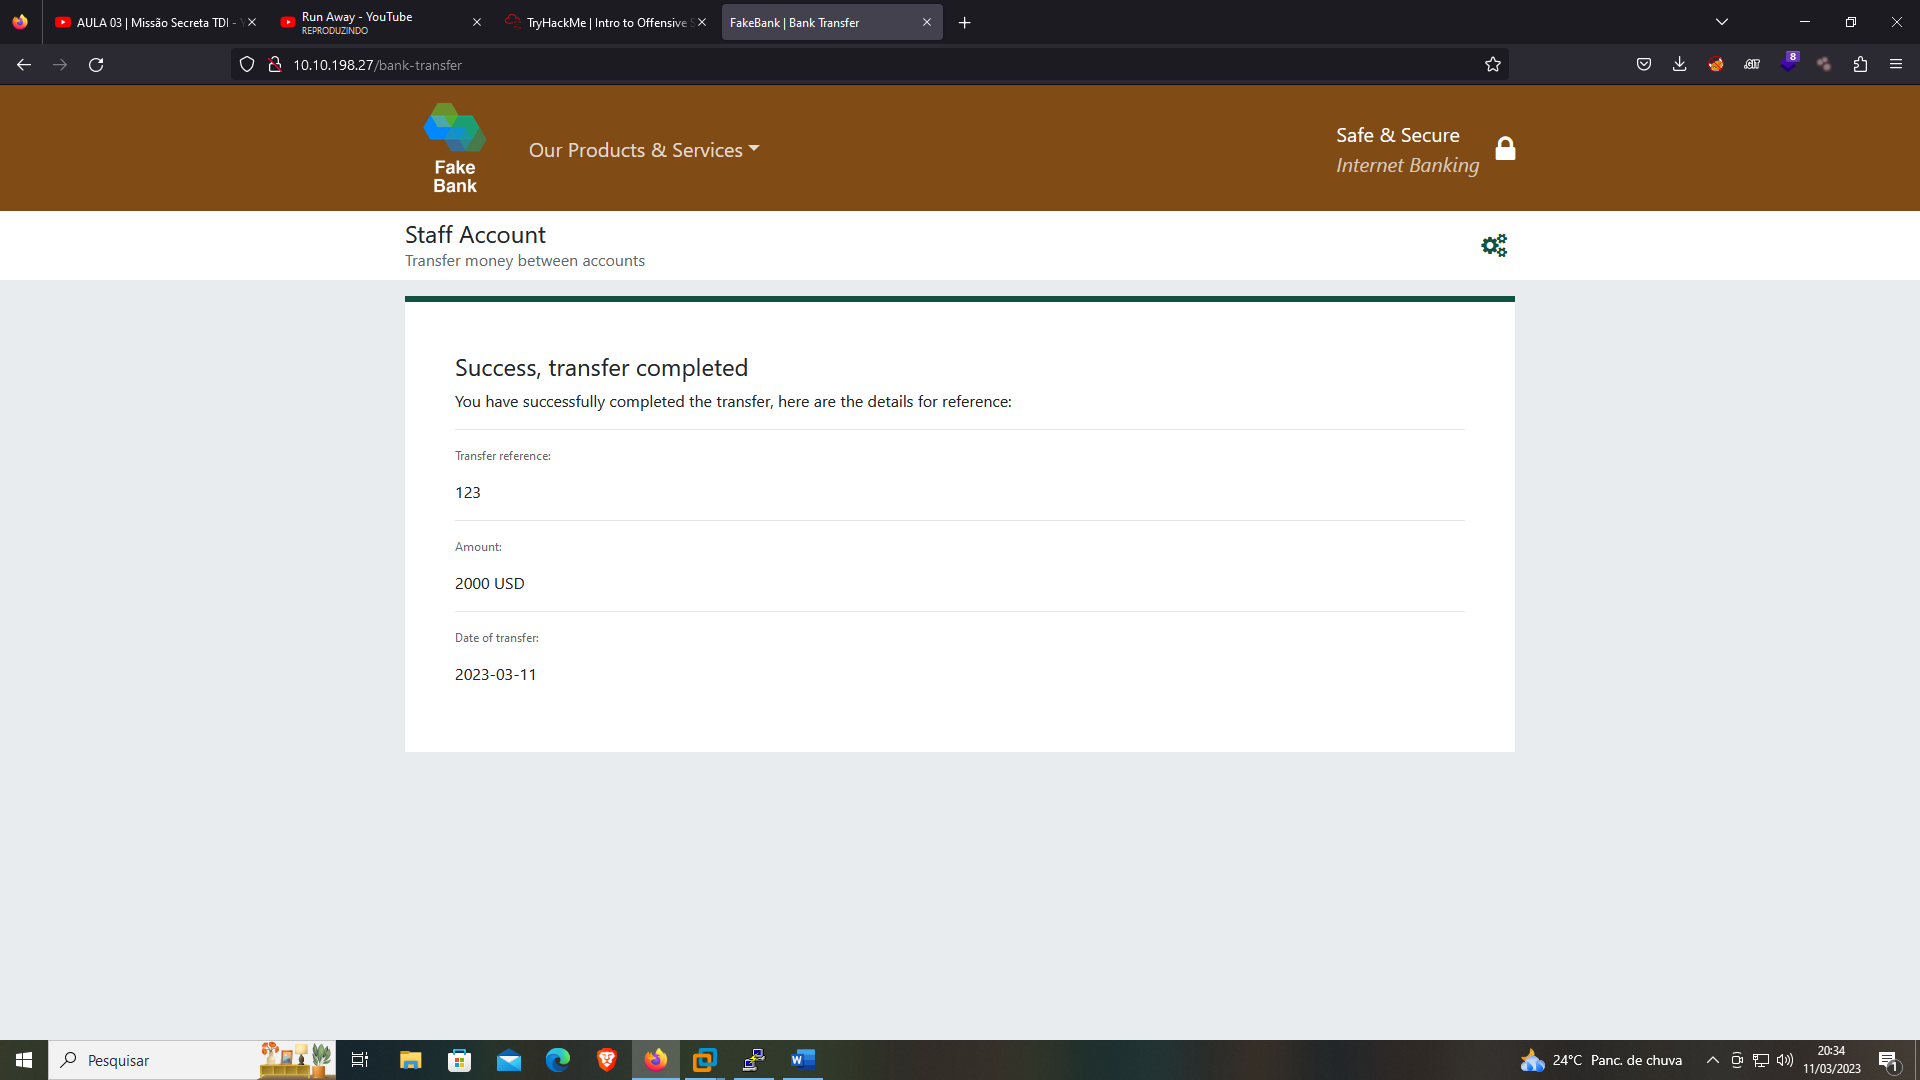 AULA 03 | Missão Secreta TDI - Y
Run Away - YouTube
REPRODUZINDO
TryHackMe | Intro to Offensive S
FakeBank | Bank Transfer
10.10.198.27/bank-transfer
8
Fake
Bank
Our Products & Services
Safe & Secure
Internet Banking
Staff Account
Transfer money between accounts
Success, transfer completed
You have successfully completed the transfer, here are the details for reference:
Transfer reference:
123
Amount:
2000 USD
Date of transfer:
2023-03-11
Pesquisar
24°C Panc. de chuva
20:34
11/03/2023
1